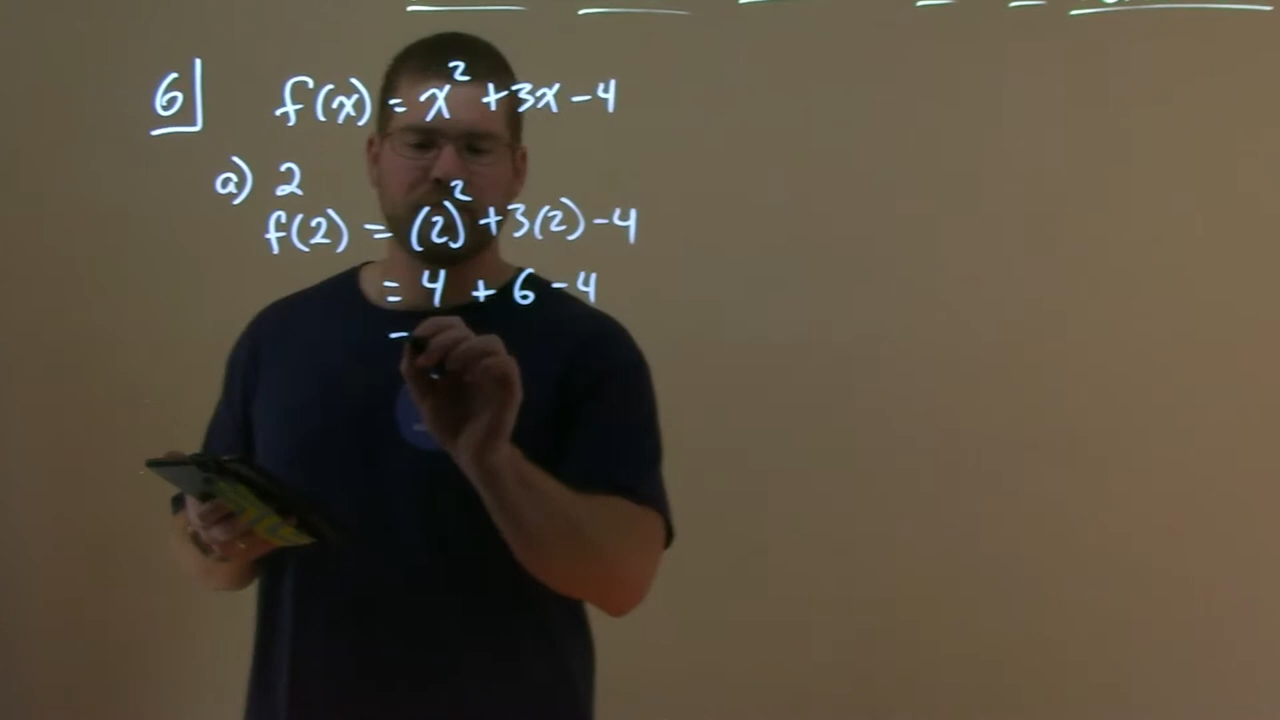 6 f(x) = x² + 3x - 4
a) 2
f(2) = (2)² + 3(2) - 4
= 4 + 6 - 4
=